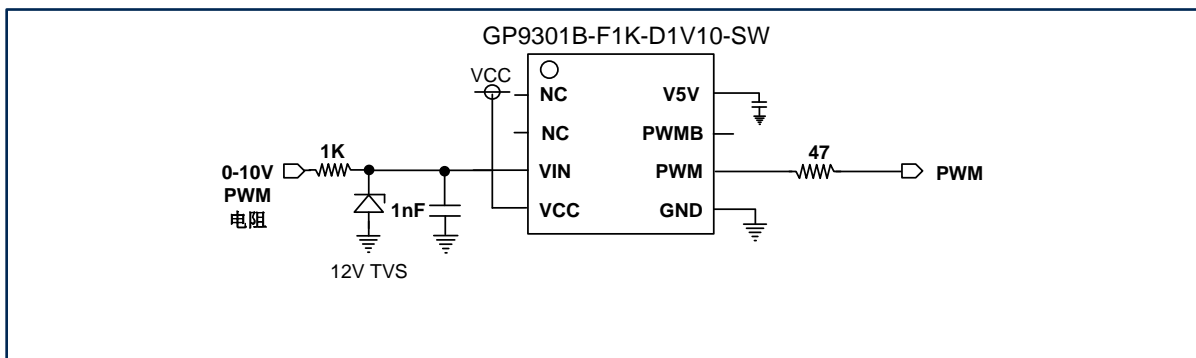 GP9301B-F1K-D1V10-SW
VCC
NC
V5V
NC
PWMB
1K
0-10V
PWM
电阻
VIN
PWM
47
PWM
1nF
VCC
GND
12V TVS